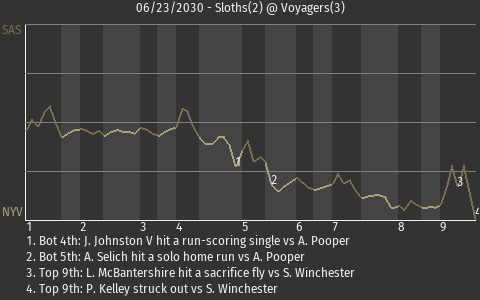 06/23/2030 - Sloths(2) @ Voyagers(3)
SAS
1
2
3
NYV
4
1 2 3 4 5 6 7 8 9
1. Bot 4th: J. Johnston V hit a run-scoring single vs A. Pooper
2. Bot 5th: A. Selich hit a solo home run vs A. Pooper
3. Top 9th: L. McBantershire hit a sacrifice fly vs S. Winchester
4. Top 9th: P. Kelley struck out vs S. Winchester